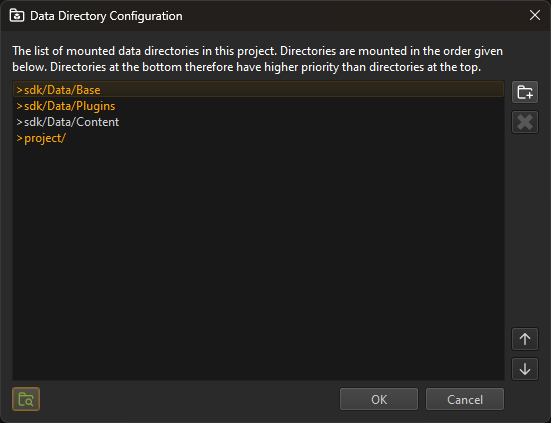 Data Directory Configuration
The list of mounted data directories in this project. Directories are mounted in the order given
below. Directories at the bottom therefore have higher priority than directories at the top.
>sdk/Data/Base
>sdk/Data/Plugins
>sdk/Data/Content
>project/
OK
Cancel